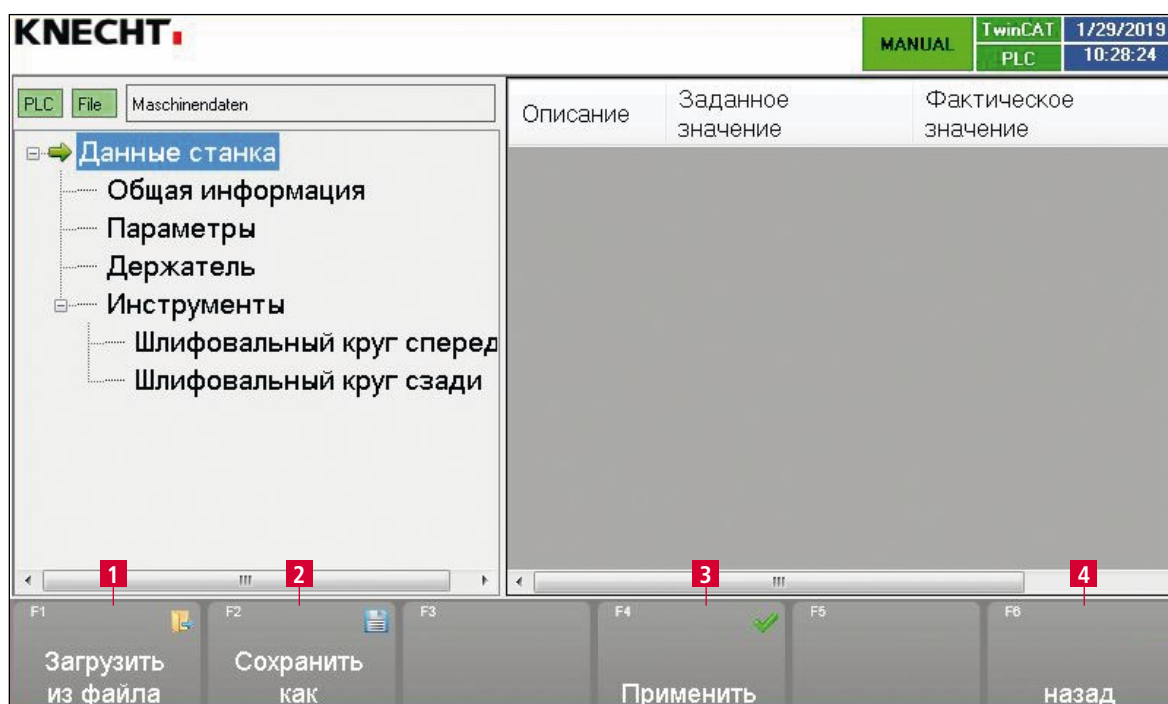 KNECHT
MANUAL
TwinCAT
PLC
1/29/2019
10:28:24
PLC
File
Maschinendaten
Данные станка
Общая информация
Параметры
Держатель
Инструменты
Шлифовальный круг сперед
Шлифовальный круг сзади
Описание
Заданное
значение
Фактическое
значение
1
2
3
4
F1
Загрузить
из файла
F2
Сохранить
как
F3
F4
Применить
F5
F6
назад